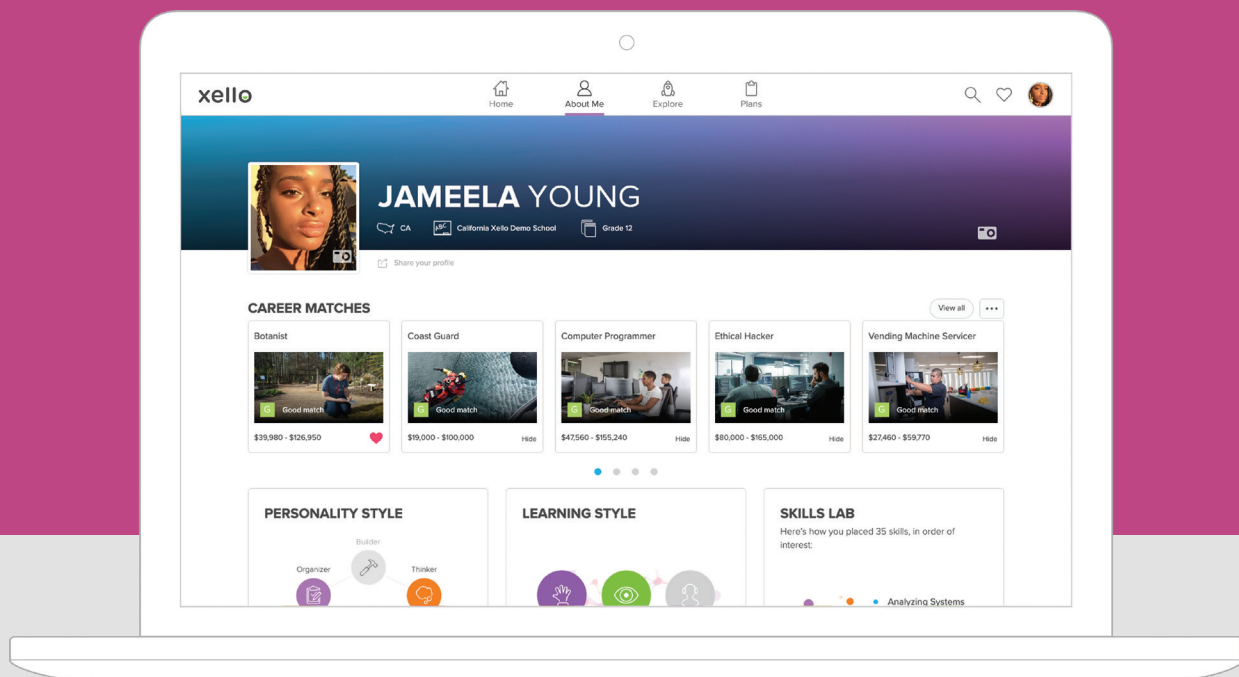 xello
Home
About Me
Explore
Plans
JAMEELA YOUNG
CA
ABC
California Xello Demo School
Grade 12
Share your profile
CAREER MATCHES
View all
Botanist
G Good match
$39,980 - $126,950
Coast Guard
G Good match
$19,000 - $100,000
Hide
Computer Programmer
G Good match
$47,560 - $155,240
Hide
Ethical Hacker
G Good match
$80,000 - $165,000
Hide
Vending Machine Servicer
G Good match
$27,460 - $59,770
Hide
PERSONALITY STYLE
Builder
Organizer
Thinker
LEARNING STYLE
SKILLS LAB
Here's how you placed 35 skills, in order of
interest:
Analyzing Systems